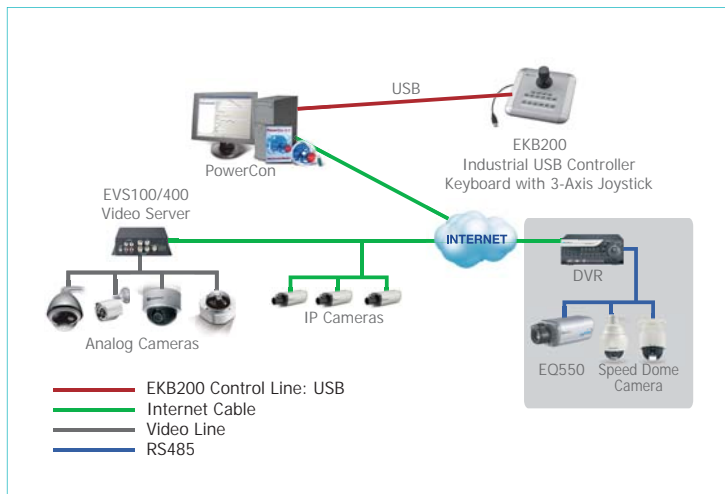 USB
EKB200
Industrial USB Controller
Keyboard with 3-Axis Joystick
PowerCon
EVS100/400
Video Server
INTERNET
DVR
Analog Cameras
IP Cameras
EQ550
Speed Dome
Camera
EKB200 Control Line: USB
Internet Cable
Video Line
RS485